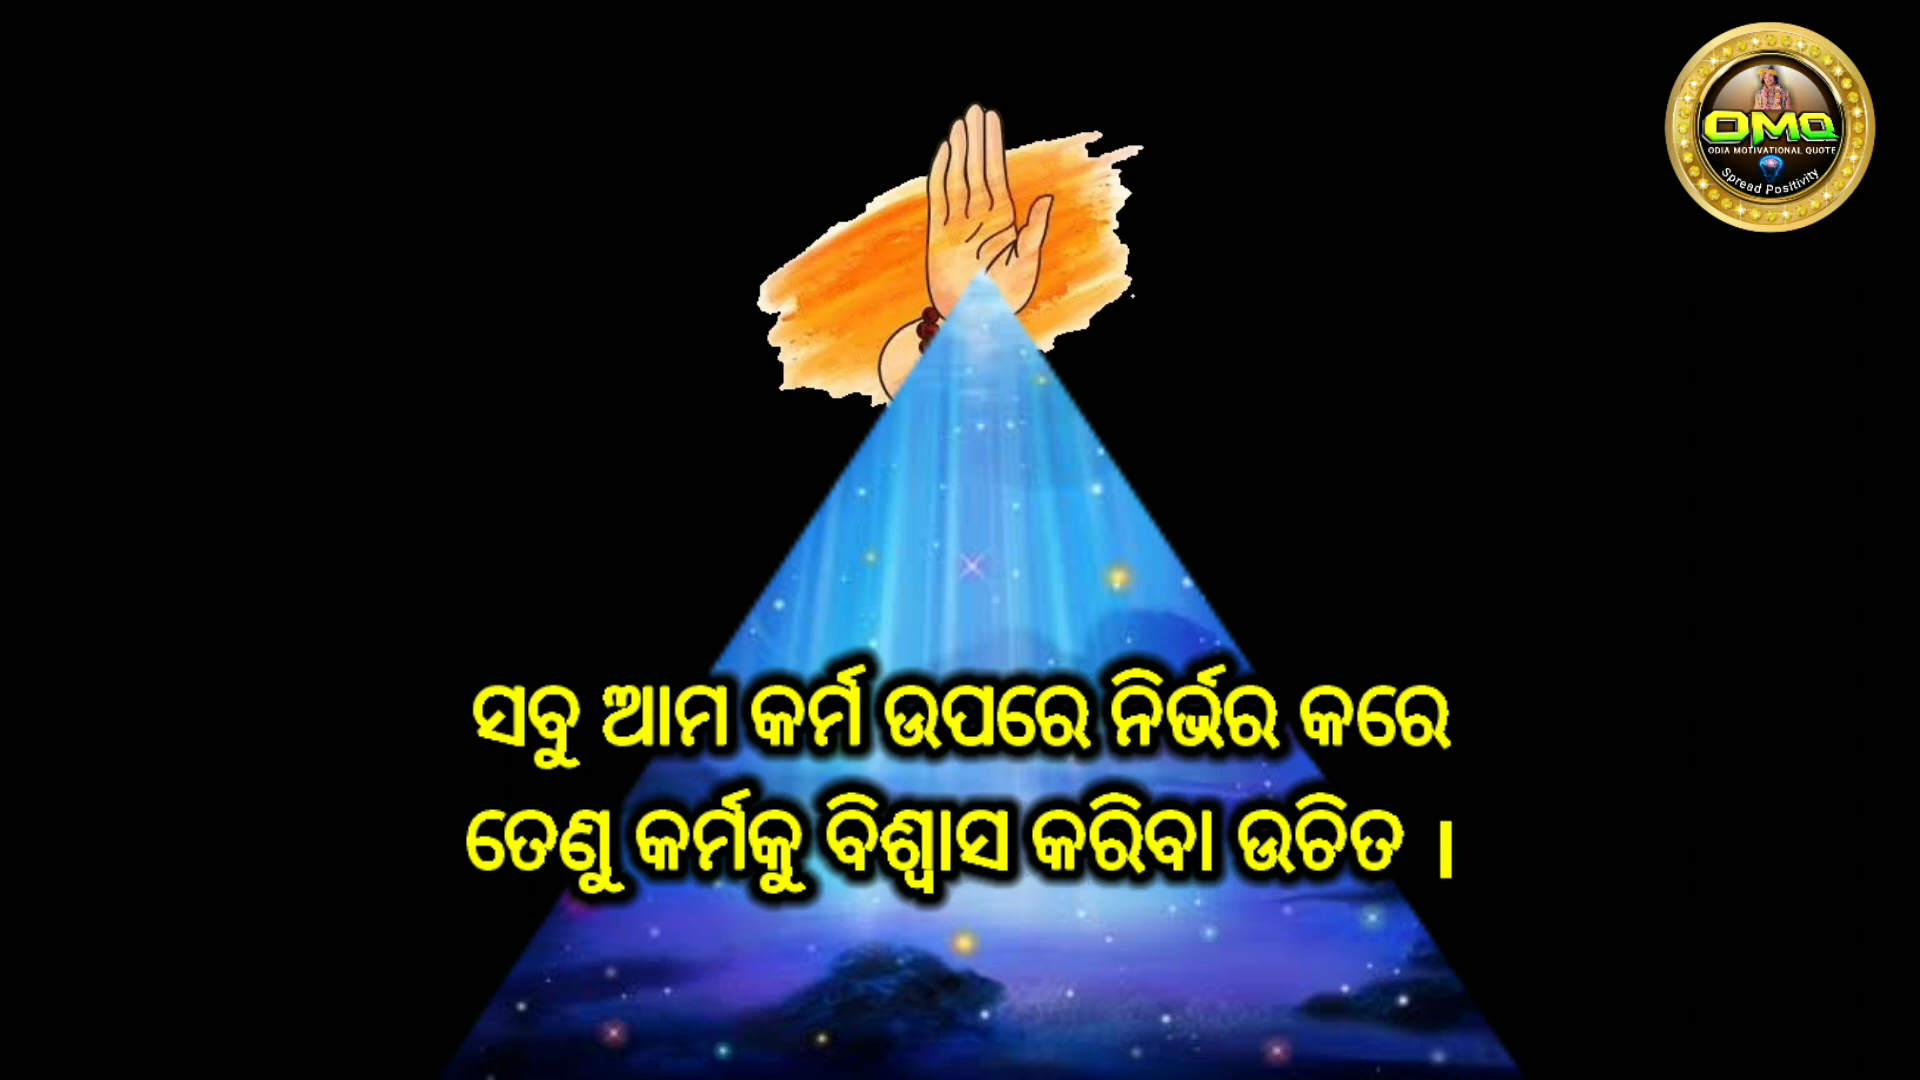 OMQ
ODIA MOTIVATIONAL QUOTE
Spread Positivity
ସବୁ ଆମ କର୍ମ ଉପରେ ନିର୍ଭର କରେ
ତେଣୁ କର୍ମକୁ ବିଶ୍ୱାସ କରିବା ଉଚିତ ।